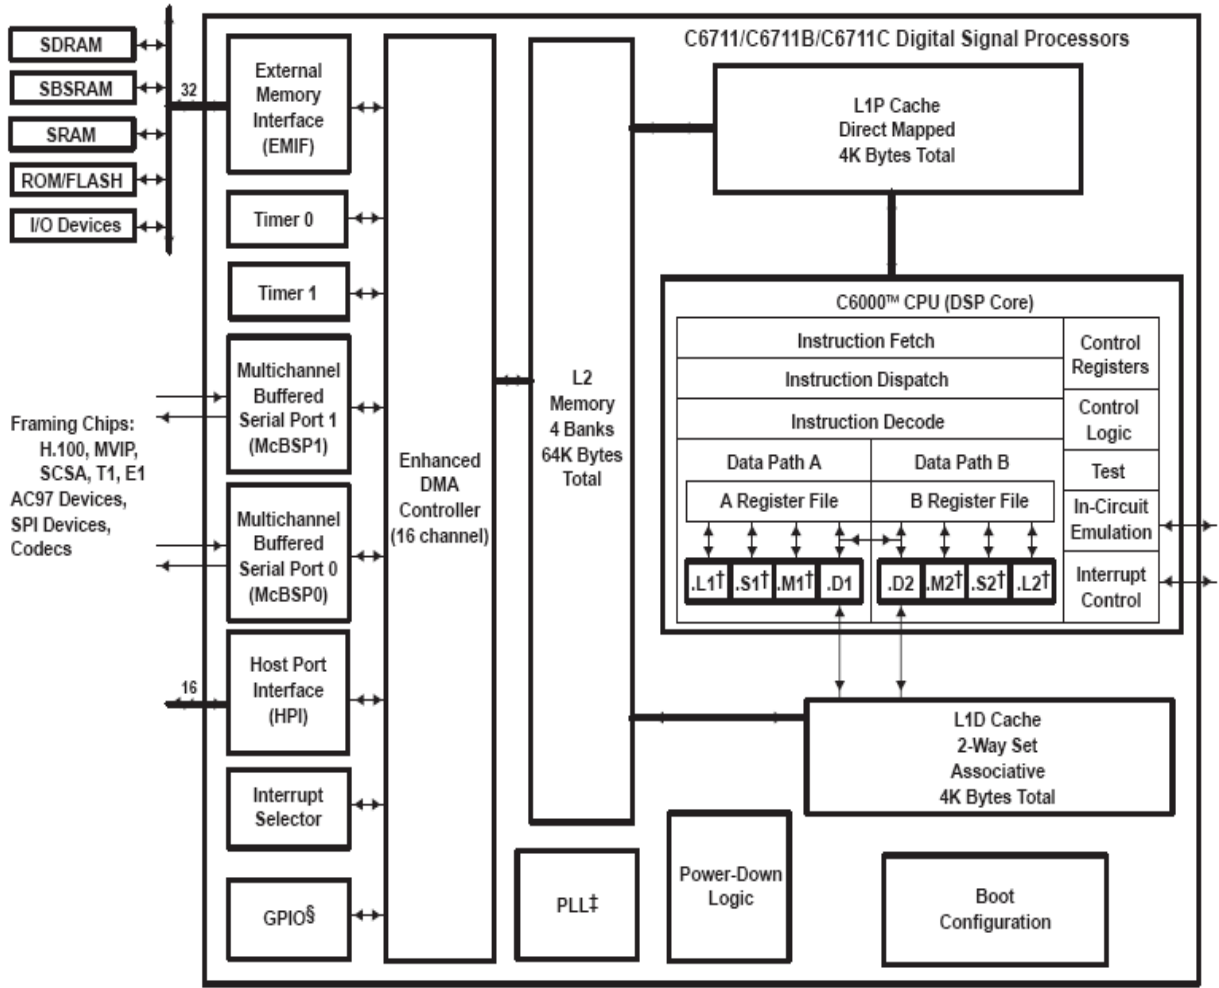 C6711/C6711B/C6711C Digital Signal Processors
SDRAM
SBSRAM
SRAM
ROM/FLASH
I/O Devices
32
External
Memory
Interface
(EMIF)
Timer 0
Timer 1
Multichannel
Buffered
Serial Port 1
(McBSP1)
Framing Chips:
H.100, MVIP,
SCSA, T1, E1
AC97 Devices,
SPI Devices,
Codecs
Multichannel
Buffered
Serial Port 0
(McBSP0)
16
Host Port
Interface
(HPI)
Interrupt
Selector
GPIO§
Enhanced
DMA
Controller
(16 channel)
L2
Memory
4 Banks
64K Bytes
Total
L1P Cache
Direct Mapped
4K Bytes Total
C6000™ CPU (DSP Core)
Instruction Fetch
Instruction Dispatch
Instruction Decode
Data Path A
Data Path B
A Register File
B Register File
.L1† .S1† .M1† .D1
.D2 .M2† .S2† .L2†
Control
Registers
Control
Logic
Test
In-Circuit
Emulation
Interrupt
Control
L1D Cache
2-Way Set
Associative
4K Bytes Total
PLL‡
Power-Down
Logic
Boot
Configuration